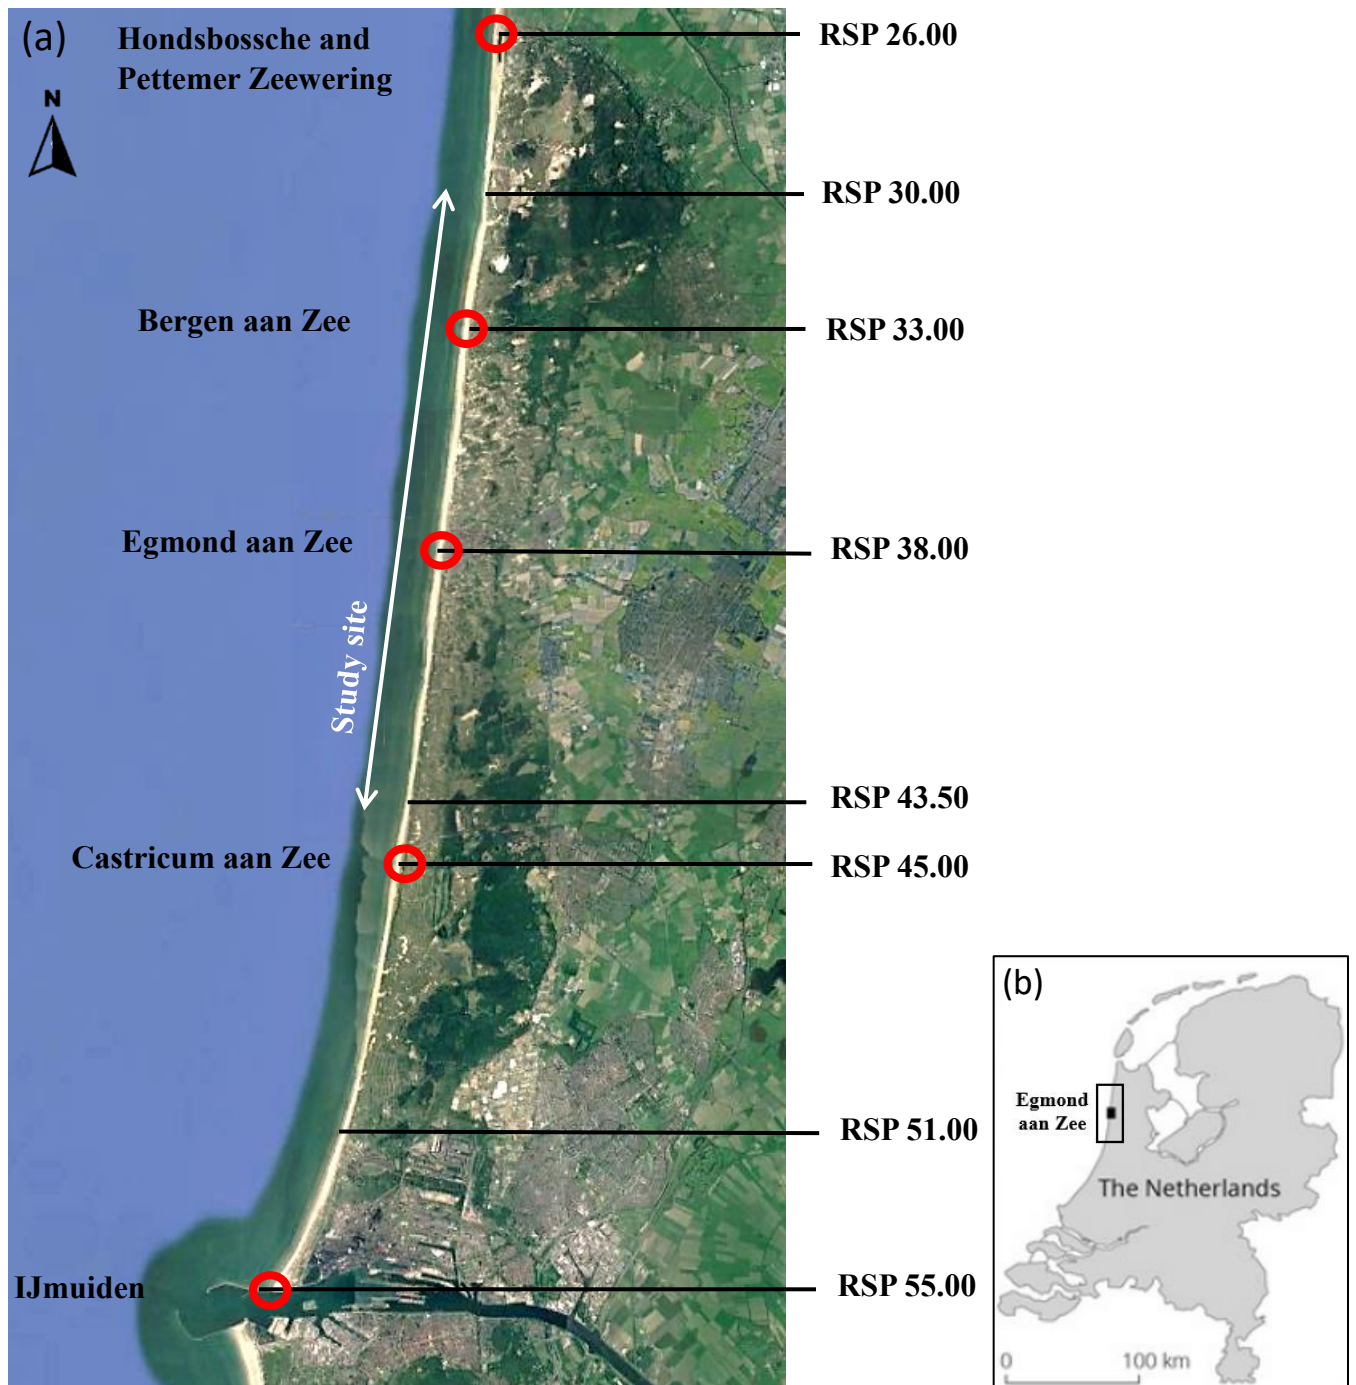 (a)
Hondsbossche and
Pettemer Zeewering
N
RSP 26.00
RSP 30.00
Bergen aan Zee
RSP 33.00
Egmond aan Zee
RSP 38.00
Study site
RSP 43.50
Castricum aan Zee
RSP 45.00
RSP 51.00
IJmuiden
RSP 55.00
(b)
Egmond
aan Zee
The Netherlands
0
100 km